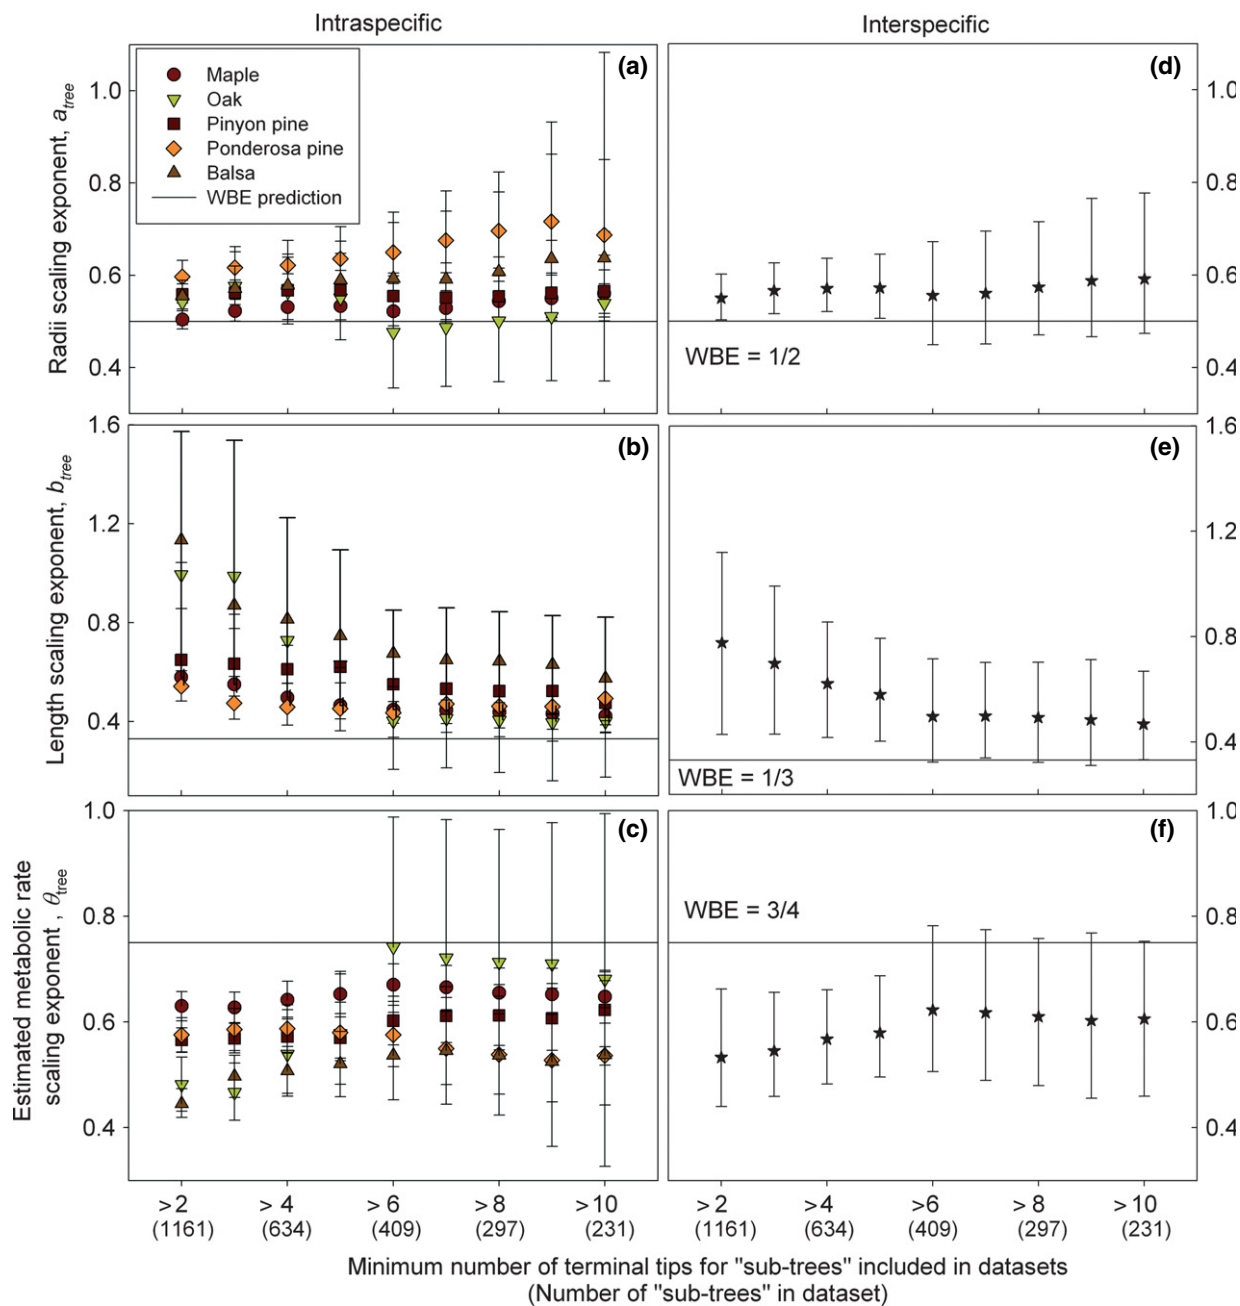 Intraspecific
Interspecific
Radii scaling exponent, a_tree
1.0
0.8
0.6
0.4
(a)
Maple
Oak
Pinyon pine
Ponderosa pine
Balsa
WBE prediction
(d)
WBE = 1/2
1.0
0.8
0.6
0.4
Length scaling exponent, b_tree
1.6
1.2
0.8
0.4
(b)
(e)
WBE = 1/3
1.6
1.2
0.8
0.4
Estimated metabolic rate
scaling exponent , θ_tree
1.0
0.8
0.6
0.4
(c)
(f)
WBE = 3/4
1.0
0.8
0.6
0.4
>2 >4 >6 >8 >10
(1161) (634) (409) (297) (231)
>2 >4 >6 >8 >10
(1161) (634) (409) (297) (231)
Minimum number of terminal tips for "sub-trees" included in datasets
(Number of "sub-trees" in dataset)